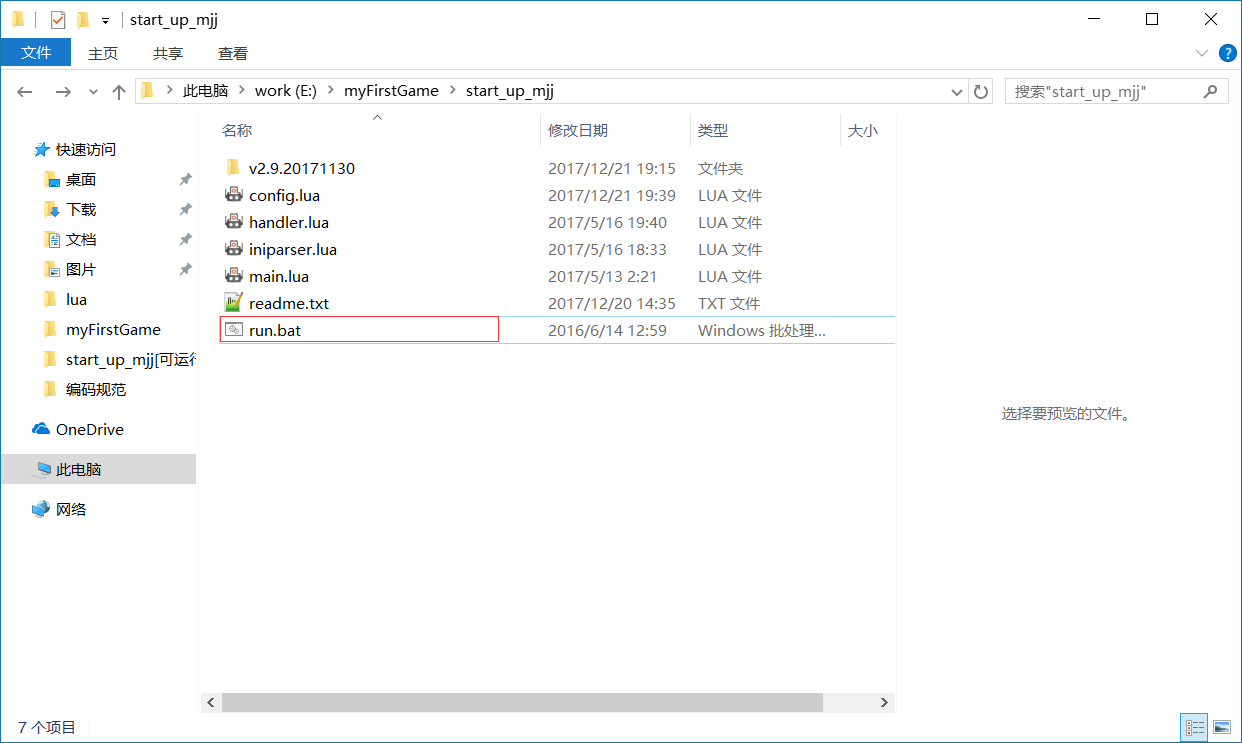 start_up_mjj
文件 主页 共享 查看
此电脑 work (E:) myFirstGame start_up_mjj 搜索"start_up_mjj"
名称 修改日期 类型 大小
快速访问
桌面
下载
文档
图片
lua
myFirstGame
start_up_mjj[可运行
编码规范
OneDrive
此电脑
网络
v2.9.20171130 2017/12/21 19:15 文件夹
config.lua 2017/12/21 19:39 LUA 文件
handler.lua 2017/5/16 19:40 LUA 文件
iniparser.lua 2017/5/16 18:33 LUA 文件
main.lua 2017/5/13 2:21 LUA 文件
readme.txt 2017/12/20 14:35 TXT 文件
run.bat 2016/6/14 12:59 Windows 批处理...
选择要预览的文件。
7 个项目